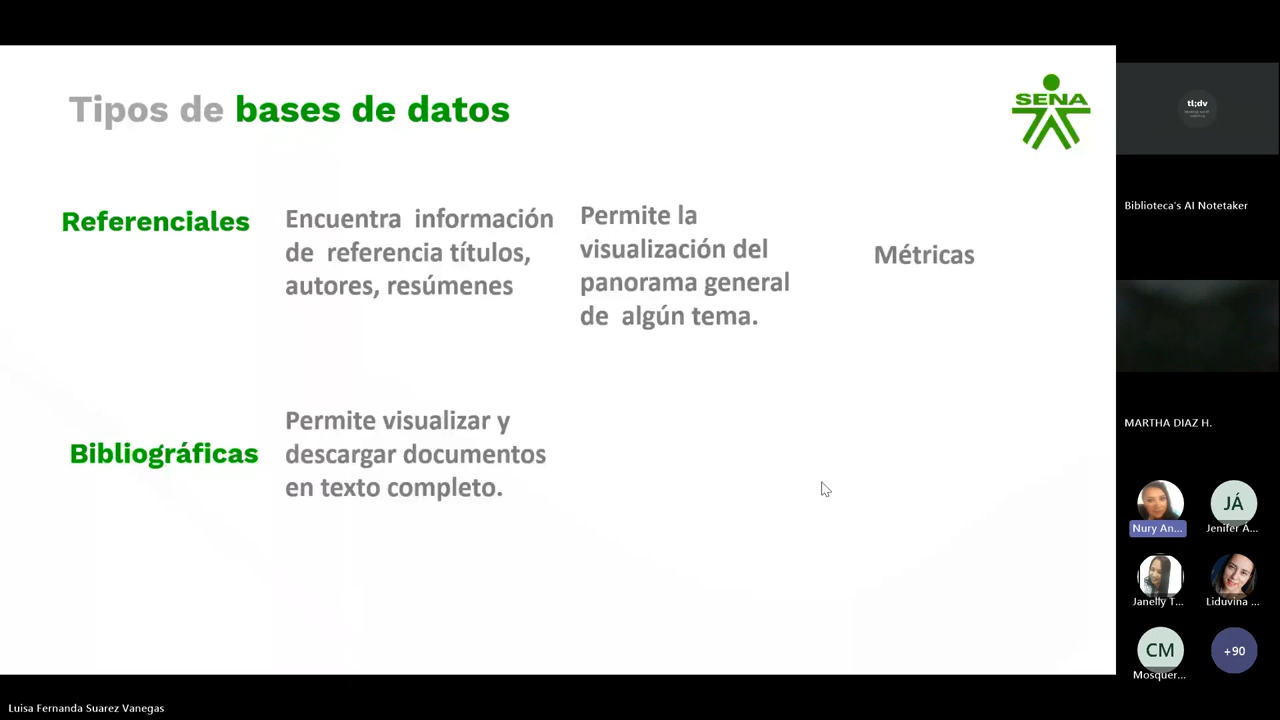 Tipos de bases de datos
SENA
Referenciales
Encuentra información
de referencia títulos,
autores, resúmenes
Permite la
visualización del
panorama general
de algún tema.
Métricas
Bibliográficas
Permite visualizar y
descargar documentos
en texto completo.
tl;dv
Biblioteca's AI Notetaker
MARTHA DIAZ H.
JÁ
Nury An...
Jenifer Á...
Janelly T...
Liduvina ...
CM
+90
Mosquer...
Luisa Fernanda Suarez Vanegas